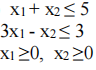 x₁ + x₂ ≤ 5
3x₁ - x₂ ≤ 3
x₁ ≥0, x₂ ≥0